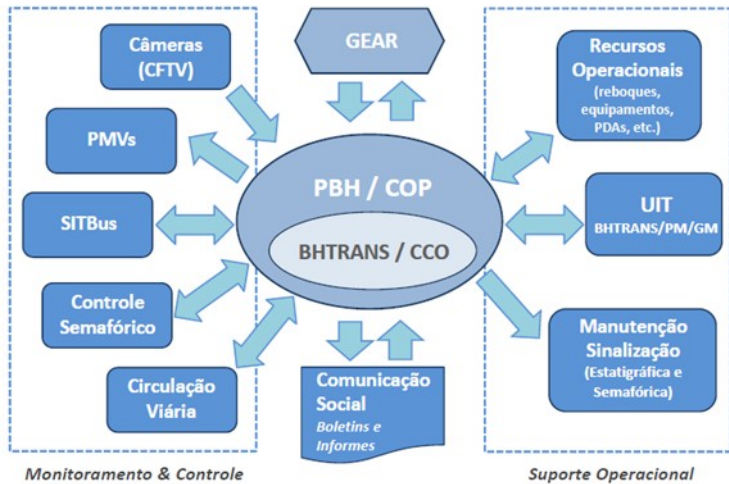 Câmeras
(CFTV)
PMVs
SITBus
Controle
Semafórico
Circulação
Viária
Monitoramento & Controle
GEAR
PBH / COP
BHTRANS / CCO
Comunicação
Social
Boletins e
Informes
Recursos
Operacionais
(reboques,
equipamentos,
PDAs, etc.)
UIT
BHTRANS/PM/GM
Manutenção
Sinalização
(Estatigráfica e
Semafórica)
Suporte Operacional